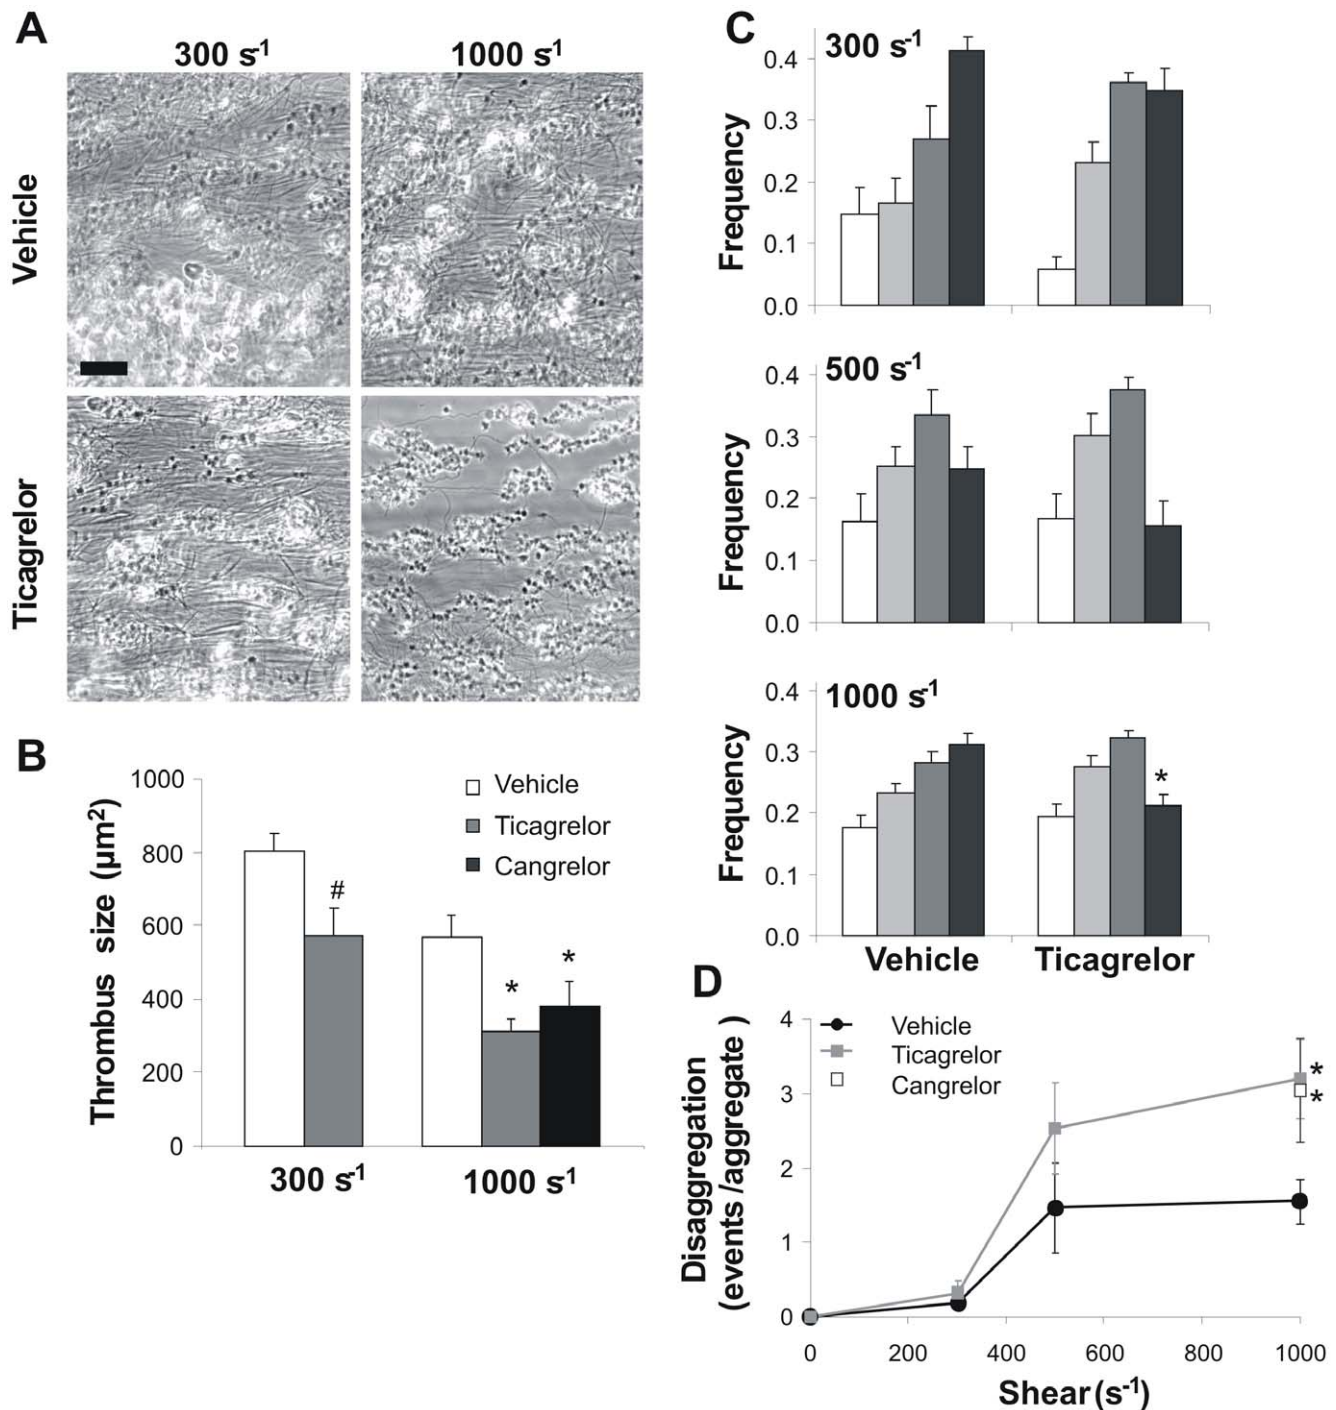 A
300 s-1
1000 s-1
Vehicle
Ticagrelor
B
Thrombus size (µm2)
1000
800
600
400
200
0
Vehicle
Ticagrelor
Cangrelor
#
*
*
300 s-1
1000 s-1
C
300 s-1
Frequency
0.4
0.3
0.2
0.1
0.0
500 s-1
Frequency
0.4
0.3
0.2
0.1
0.0
1000 s-1
Frequency
0.4
0.3
0.2
0.1
0.0
*
Vehicle
Ticagrelor
D
Disaggregation
(events /aggregate )
4
3
2
1
0
Vehicle
Ticagrelor
Cangrelor
*
*
0
200
400
600
800
1000
Shear (s-1)